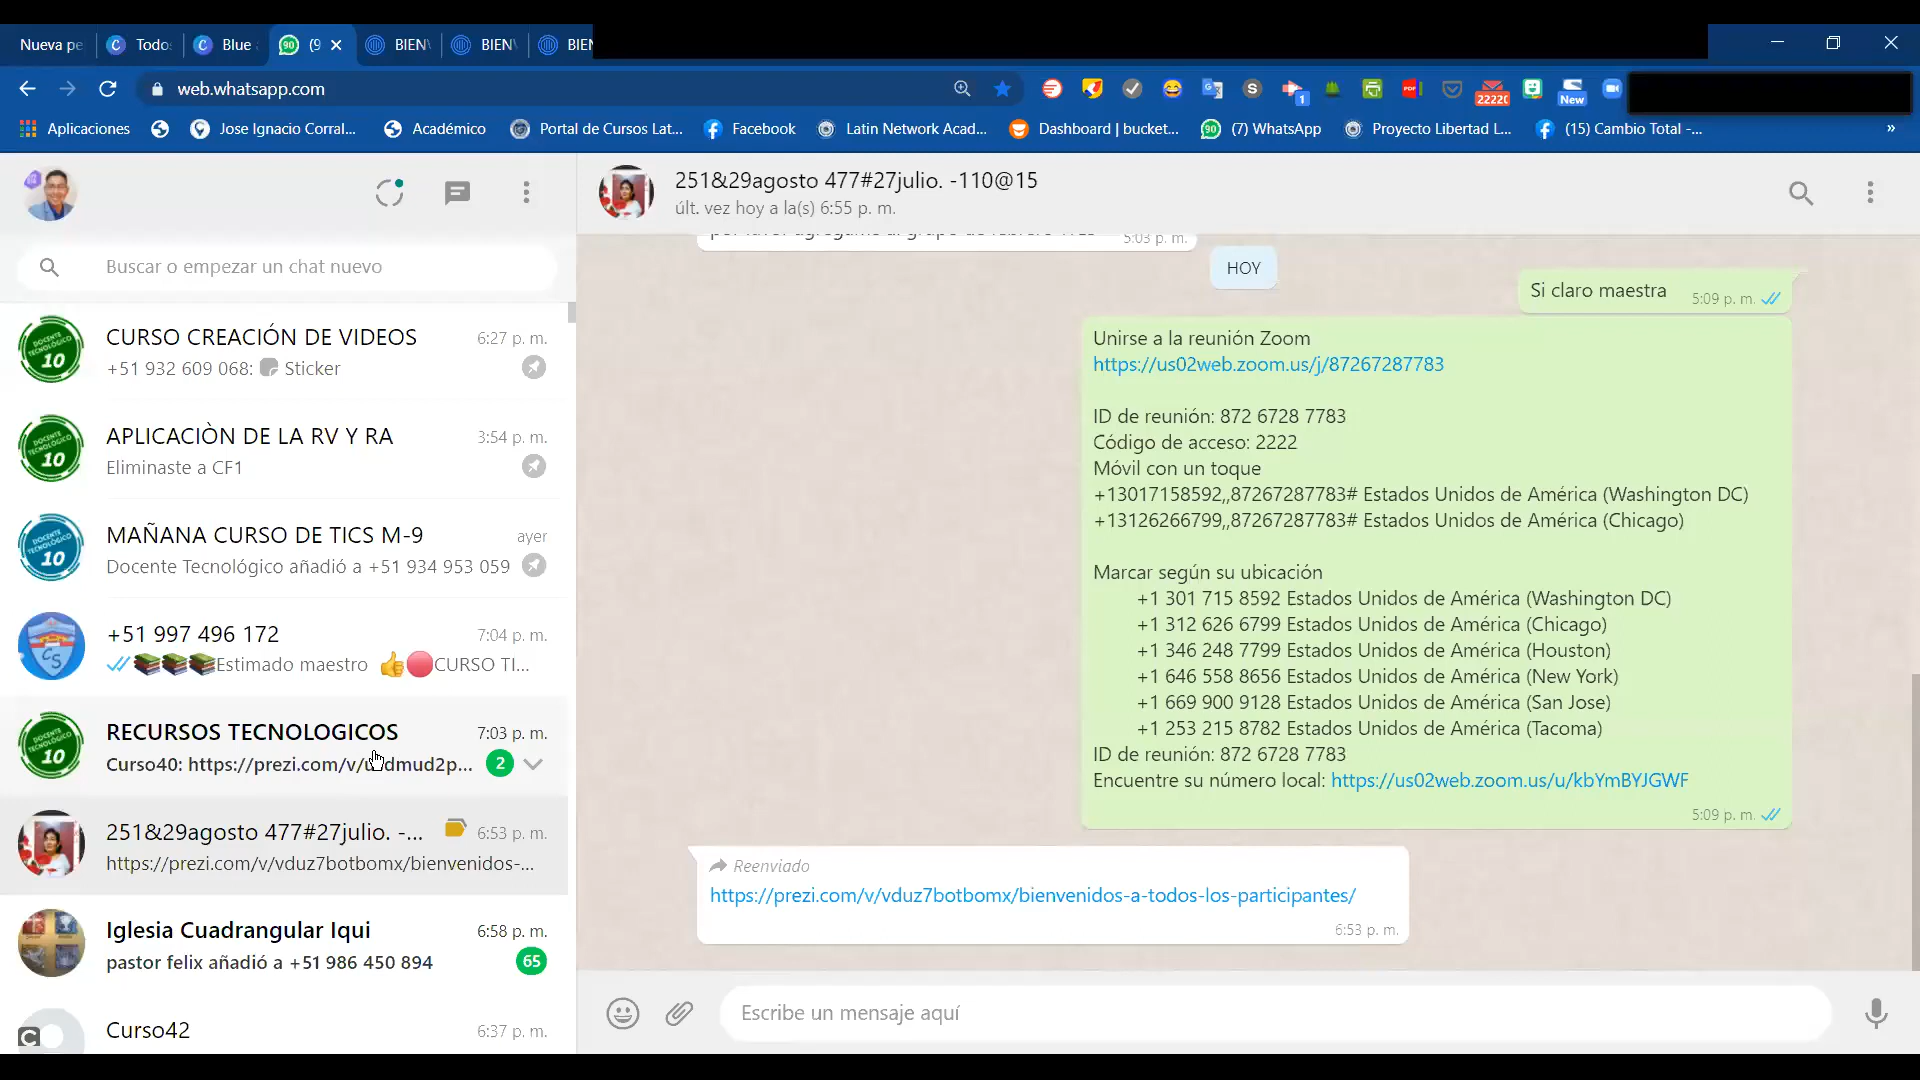 Nueva pe
Todo
Blue
(9
BIEN
BIEN
BIEN
web.whatsapp.com
22220
New
1
Aplicaciones
Jose Ignacio Corral...
Académico
Portal de Cursos Lat...
Facebook
Latin Network Acad...
Dashboard | bucket...
(7) WhatsApp
Proyecto Libertad L...
(15) Cambio Total -...
»
251&29agosto 477#27julio. -110@15
últ. vez hoy a la(s) 6:55 p. m.
Buscar o empezar un chat nuevo
CURSO CREACIÓN DE VIDEOS 6:27 p. m.
+51 932 609 068: Sticker
APLICACIÒN DE LA RV Y RA 3:54 p. m.
Eliminaste a CF1
MAÑANA CURSO DE TICS M-9 ayer
Docente Tecnológico añadió a +51 934 953 059
+51 997 496 172 7:04 p. m.
Estimado maestro CURSO TI...
RECURSOS TECNOLOGICOS 7:03 p. m.
Curso40: https://prezi.com/v/u dmud2p... 2
251&29agosto 477#27julio. -... 6:53 p. m.
https://prezi.com/v/vduz7botbomx/bienvenidos-...
Iglesia Cuadrangular Iqui 6:58 p. m.
pastor felix añadió a +51 986 450 894 65
Curso42 6:37 p. m.
5:03 p. m.
HOY
Si claro maestra 5:09 p. m.
Unirse a la reunión Zoom
https://us02web.zoom.us/j/87267287783
ID de reunión: 872 6728 7783
Código de acceso: 2222
Móvil con un toque
+13017158592,,87267287783# Estados Unidos de América (Washington DC)
+13126266799,,87267287783# Estados Unidos de América (Chicago)
Marcar según su ubicación
+1 301 715 8592 Estados Unidos de América (Washington DC)
+1 312 626 6799 Estados Unidos de América (Chicago)
+1 346 248 7799 Estados Unidos de América (Houston)
+1 646 558 8656 Estados Unidos de América (New York)
+1 669 900 9128 Estados Unidos de América (San Jose)
+1 253 215 8782 Estados Unidos de América (Tacoma)
ID de reunión: 872 6728 7783
Encuentre su número local: https://us02web.zoom.us/u/kbYmBYJGWF
5:09 p. m.
Reenviado
https://prezi.com/v/vduz7botbomx/bienvenidos-a-todos-los-participantes/
6:53 p. m.
Escribe un mensaje aquí